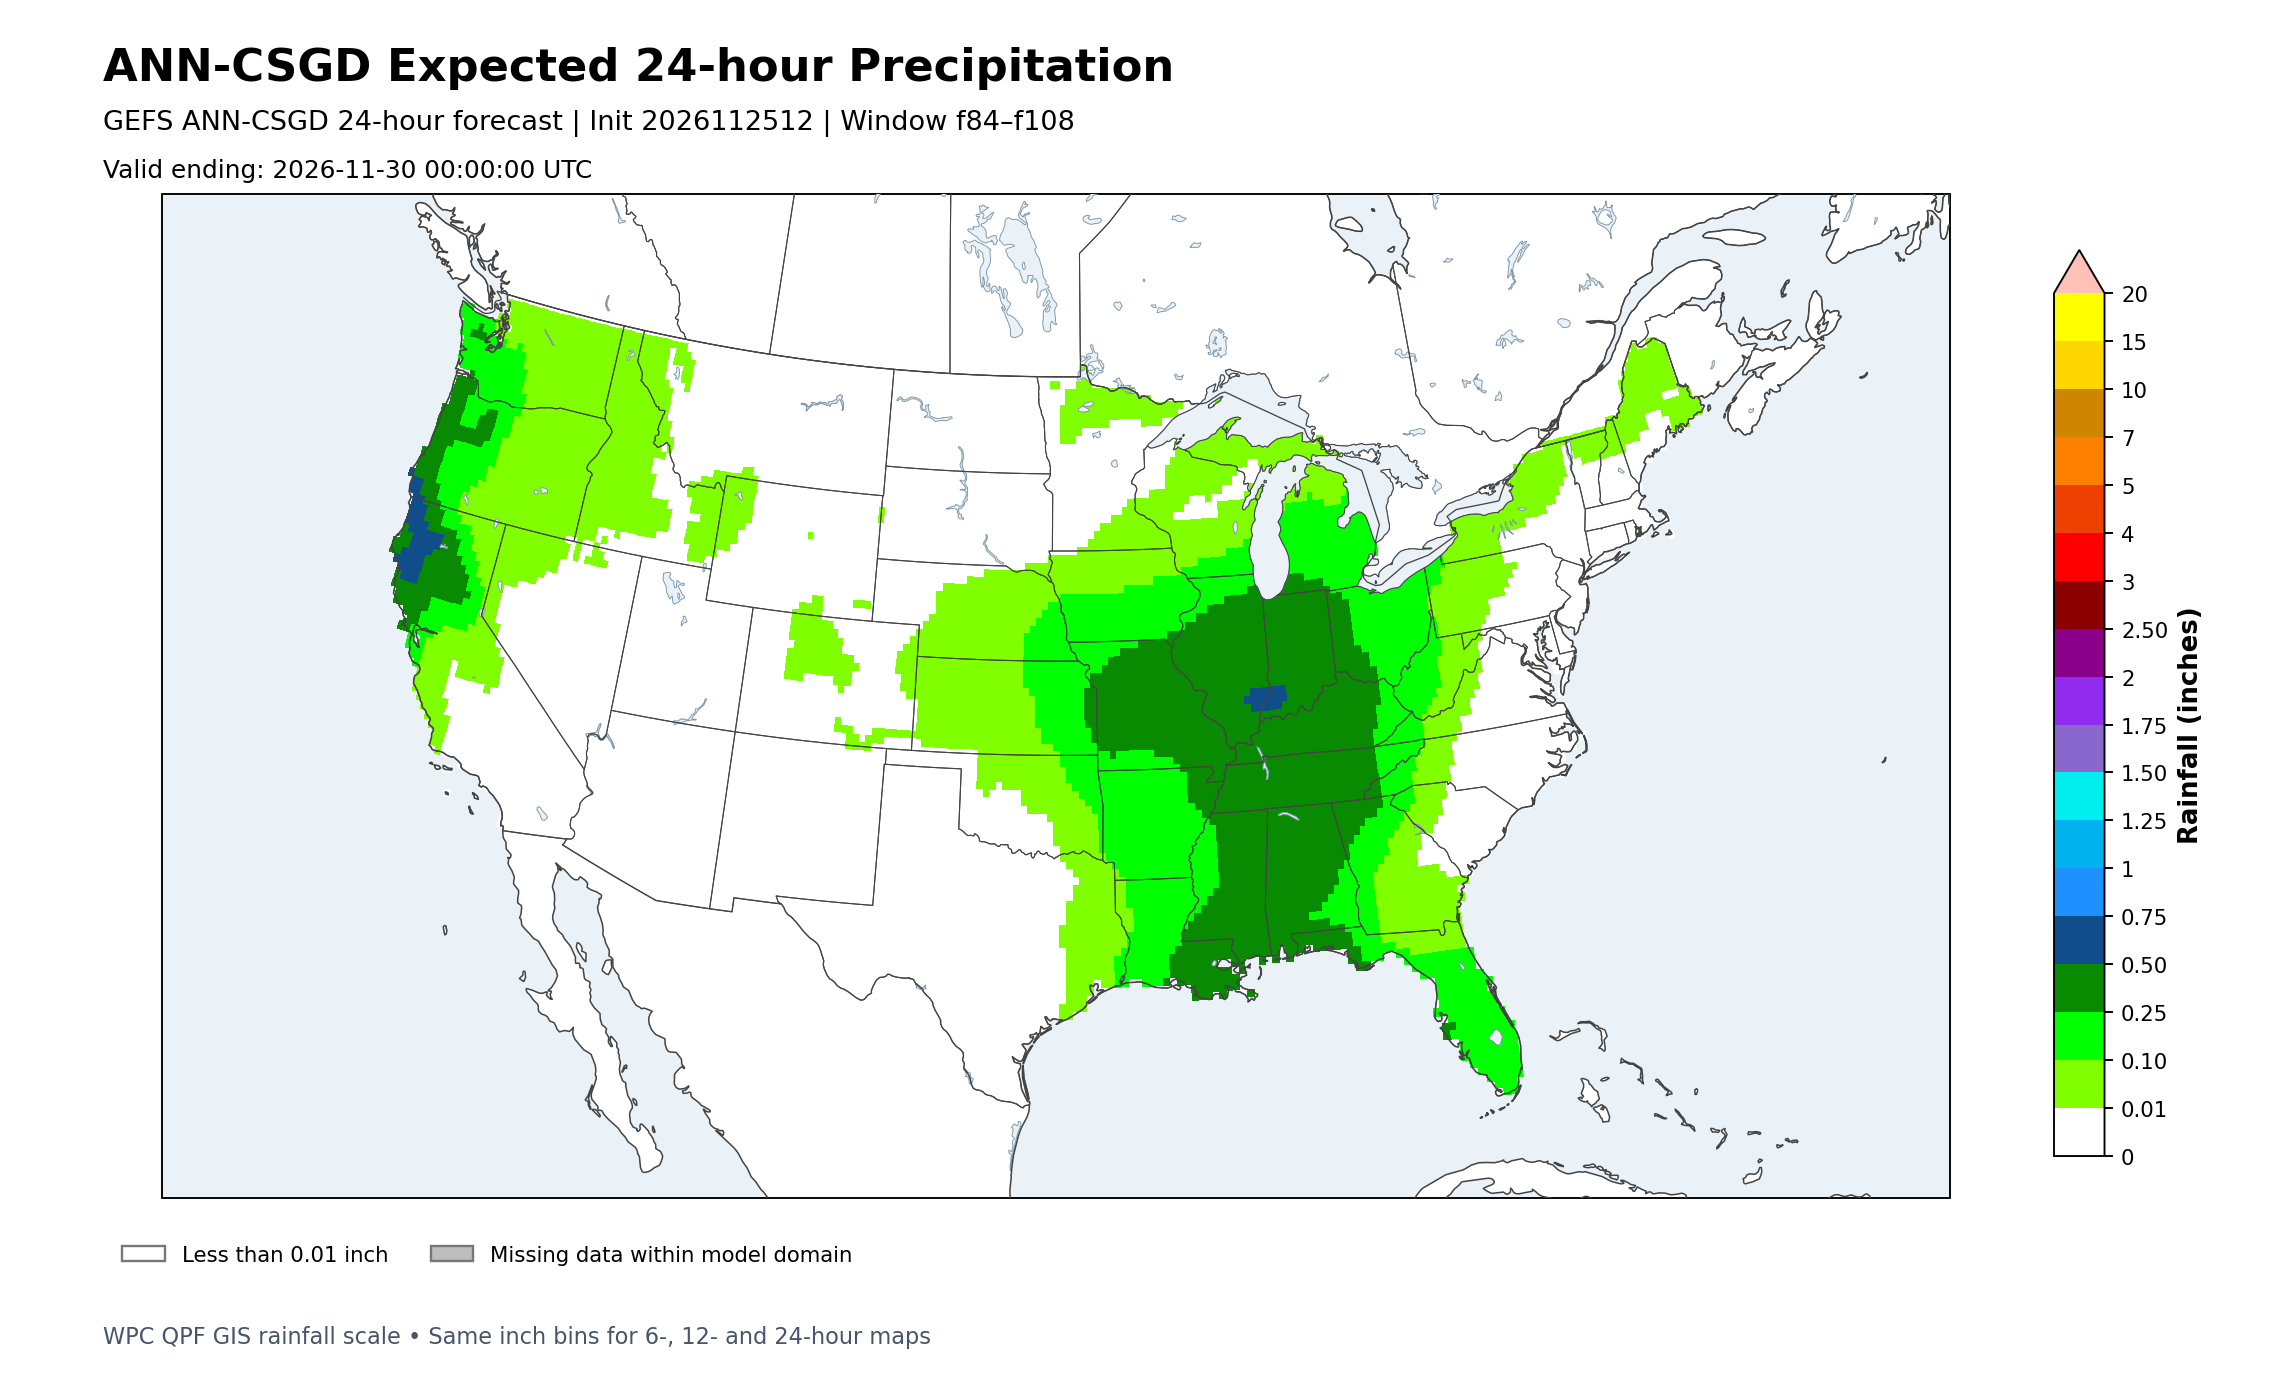 ANN-CSGD Expected 24-hour Precipitation
GEFS ANN-CSGD 24-hour forecast | Init 2026112512 | Window f84–f108
Valid ending: 2026-11-30 00:00:00 UTC
20
15
10
7
5
4
3
2.50
2
1.75
1.50
1.25
1
0.75
0.50
0.25
0.10
0.01
0
Rainfall (inches)
Less than 0.01 inch
Missing data within model domain
WPC QPF GIS rainfall scale • Same inch bins for 6-, 12- and 24-hour maps